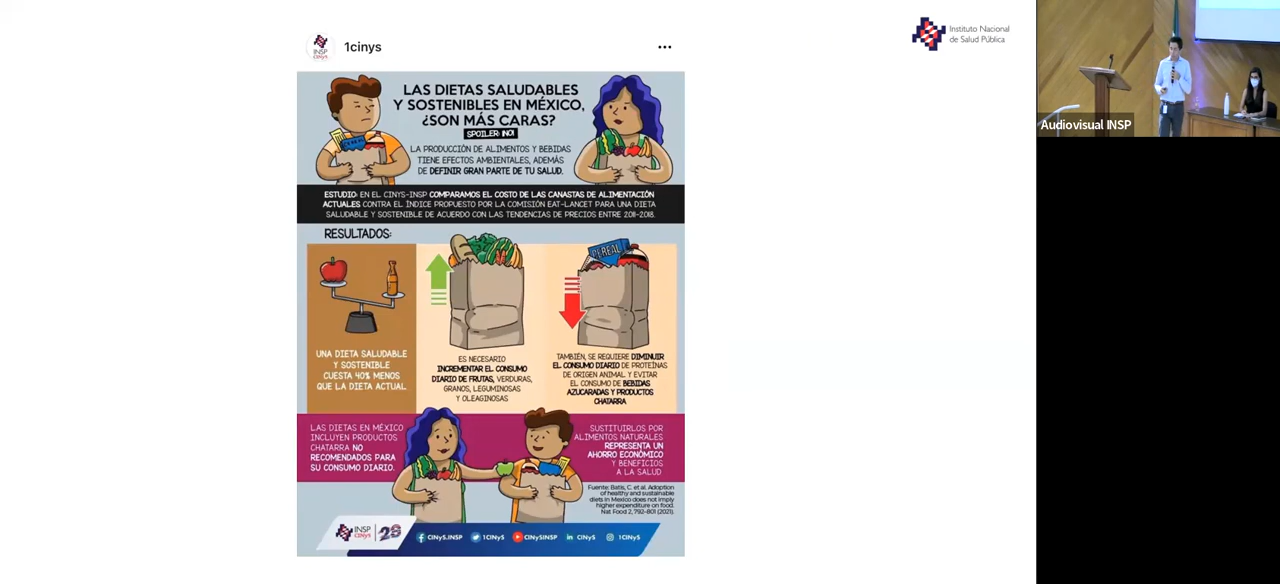 1cinys
Instituto Nacional
de Salud Pública
INSP
CINyS
Audiovisual INSP
LAS DIETAS SALUDABLES
Y SOSTENIBLES EN MÉXICO,
¿SON MÁS CARAS?
SPOILER: ¡NO!
LA PRODUCCIÓN DE ALIMENTOS Y BEBIDAS
TIENE EFECTOS AMBIENTALES, ADEMÁS
DE DEFINIR GRAN PARTE DE TU SALUD.
ESTUDIO: EN EL CINYS-INSP COMPARAMOS EL COSTO DE LAS CANASTAS DE ALIMENTACIÓN
ACTUALES CONTRA EL ÍNDICE PROPUESTO POR LA COMISIÓN EAT-LANCET PARA UNA DIETA
SALUDABLE Y SOSTENIBLE DE ACUERDO CON LAS TENDENCIAS DE PRECIOS ENTRE 2011-2018.
RESULTADOS:
CEREAL
UNA DIETA SALUDABLE
Y SOSTENIBLE
CUESTA 40% MENOS
QUE LA DIETA ACTUAL
ES NECESARIO
INCREMENTAR EL CONSUMO
DIARIO DE FRUTAS, VERDURAS,
GRANOS, LEGUMINOSAS
Y OLEAGINOSAS
TAMBIÉN, SE REQUIERE DIMINUIR
EL CONSUMO DIARIO DE PROTEÍNAS
DE ORIGEN ANIMAL Y EVITAR
EL CONSUMO DE BEBIDAS
AZUCARADAS Y PRODUCTOS
CHATARRA
LAS DIETAS EN MÉXICO
INCLUYEN PRODUCTOS
CHATARRA NO
RECOMENDADOS PARA
SU CONSUMO DIARIO.
SUSTITUIRLOS POR
ALIMENTOS NATURALES
REPRESENTA UN
AHORRO ECONÓMICO
Y BENEFICIOS
A LA SALUD
Fuente: Batis, C. et al. Adoption
of healthy and sustainable
diets in Mexico does not imply
higher expenditure on food.
Nat Food 2, 792-801 (2021).
INSP
CINyS
CINyS.INSP
1CINyS
CINySINSP
CINyS
1CINyS